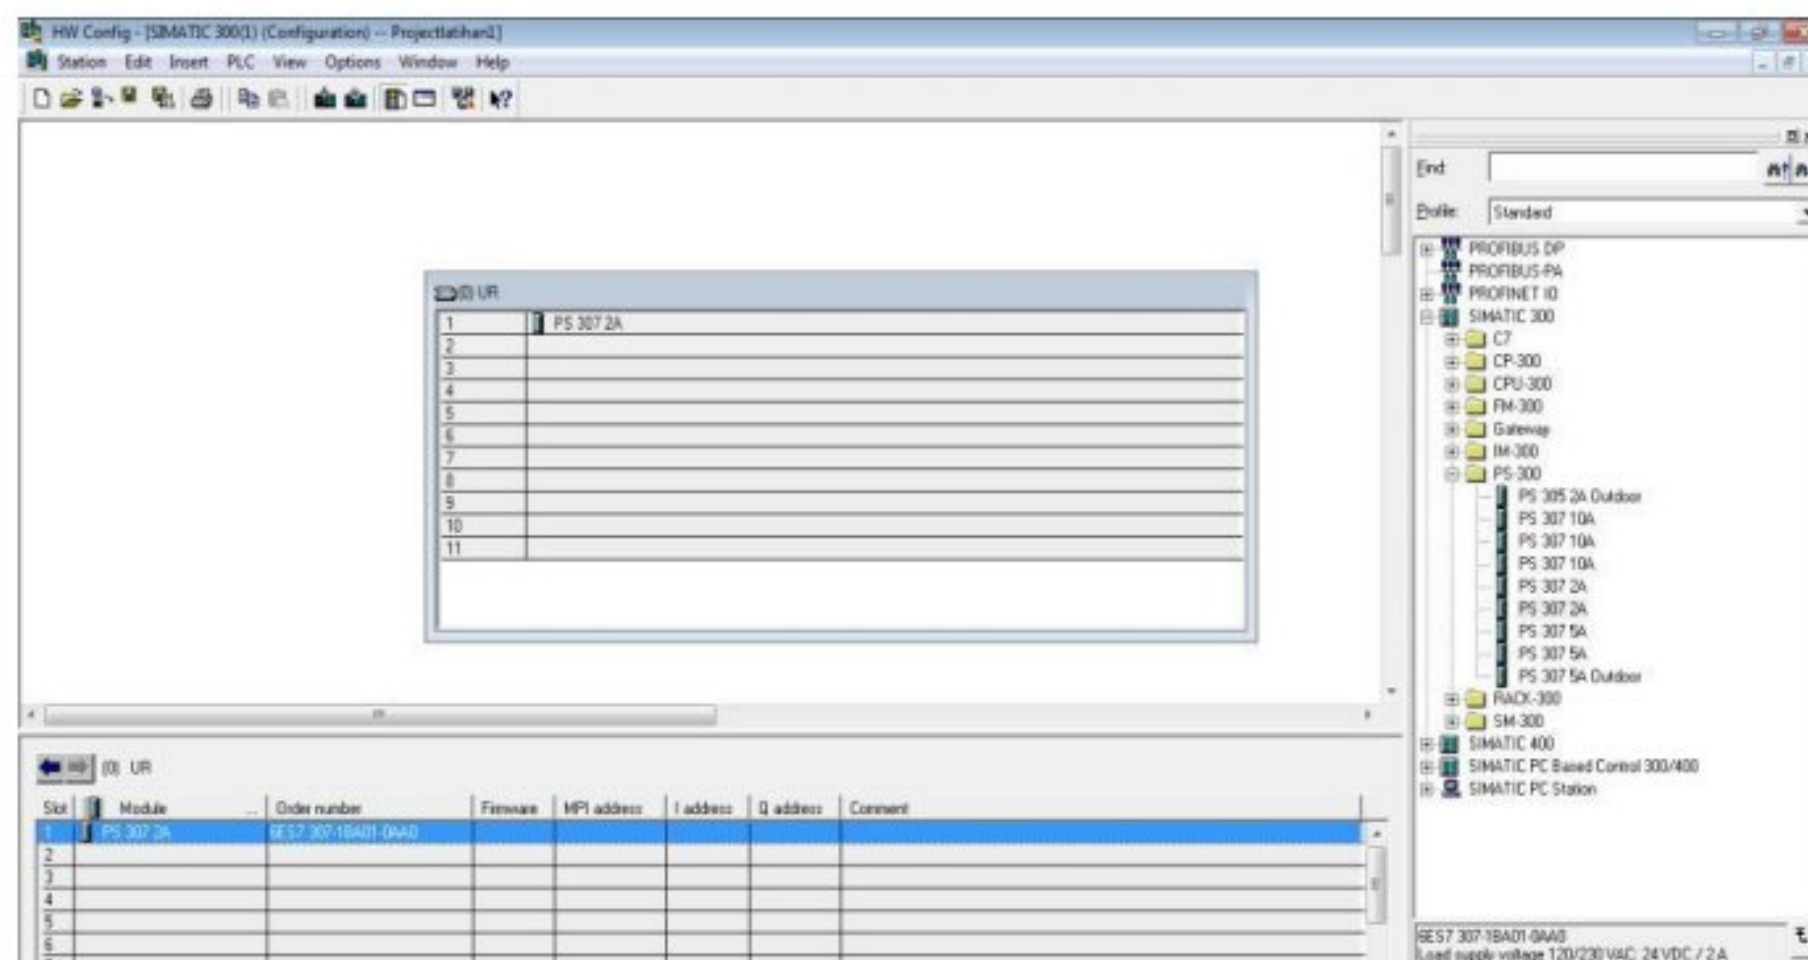 HW Config - [SIMATIC 300(1) (Configuration) -- Projectlatihan1]
Station Edit Insert PLC View Options Window Help
Find:
Profile: Standard
PROFIBUS DP
PROFIBUS-PA
PROFINET IO
SIMATIC 300
C7
CP-300
CPU-300
FM-300
Gateway
IM-300
PS-300
PS 305 2A Outdoor
PS 307 10A
PS 307 10A
PS 307 10A
PS 307 2A
PS 307 2A
PS 307 5A
PS 307 5A
PS 307 5A Outdoor
RACK-300
SM-300
SIMATIC 400
SIMATIC PC Based Control 300/400
SIMATIC PC Station
(0) UR
1 PS 307 2A
2
3
4
5
6
7
8
9
10
11
(0) UR
Slot Module ... Order number Firmware MPI address I address Q address Comment
1 PS 307 2A 6ES7 307-1BA01-0AA0
2
3
4
5
6
6ES7 307-1BA01-0AA0
Load supply voltage 120/230 VAC: 24 VDC / 2 A